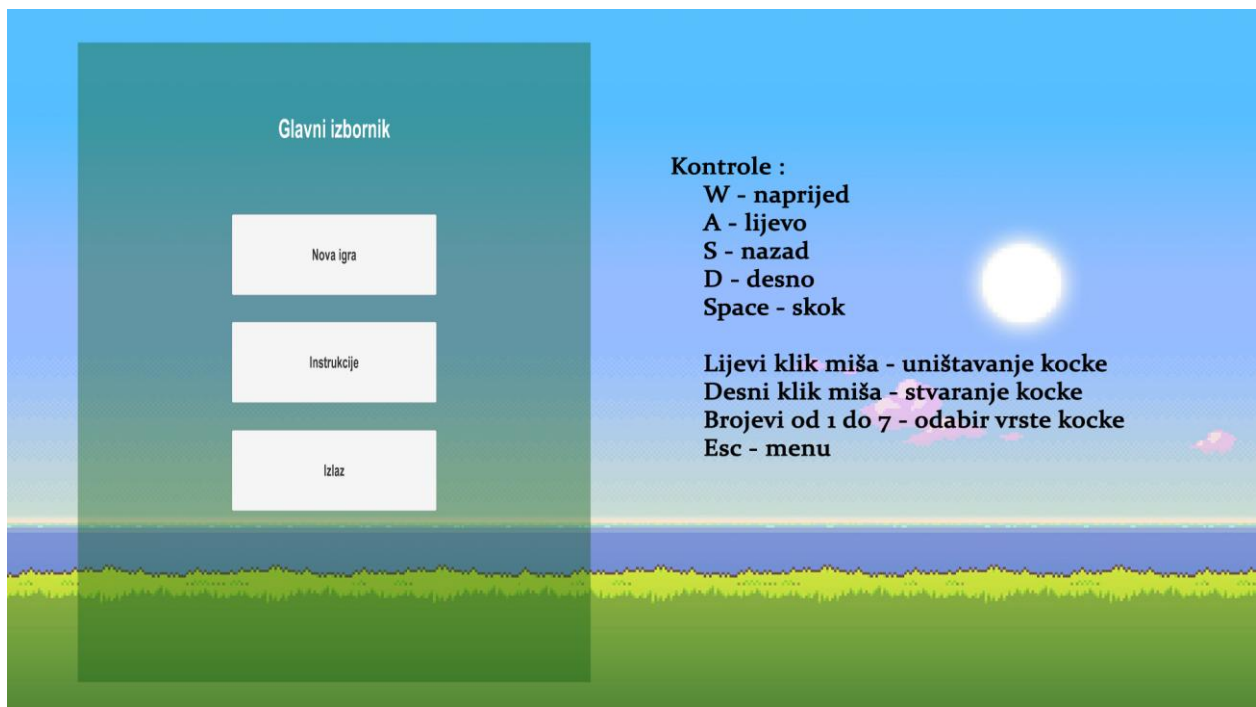 Glavni izbornik
Nova igra
Instrukcije
Izlaz
Kontrole :
W - naprijed
A - lijevo
S - nazad
D - desno
Space - skok
Lijevi klik miša - uništavanje kocke
Desni klik miša - stvaranje kocke
Brojevi od 1 do 7 - odabir vrste kocke
Esc - menu